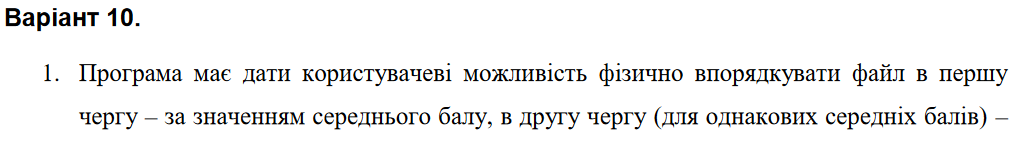 Варіант 10.
1. Програма має дати користувачеві можливість фізично впорядкувати файл в першу
чергу – за значенням середнього балу, в другу чергу (для однакових середніх балів) –